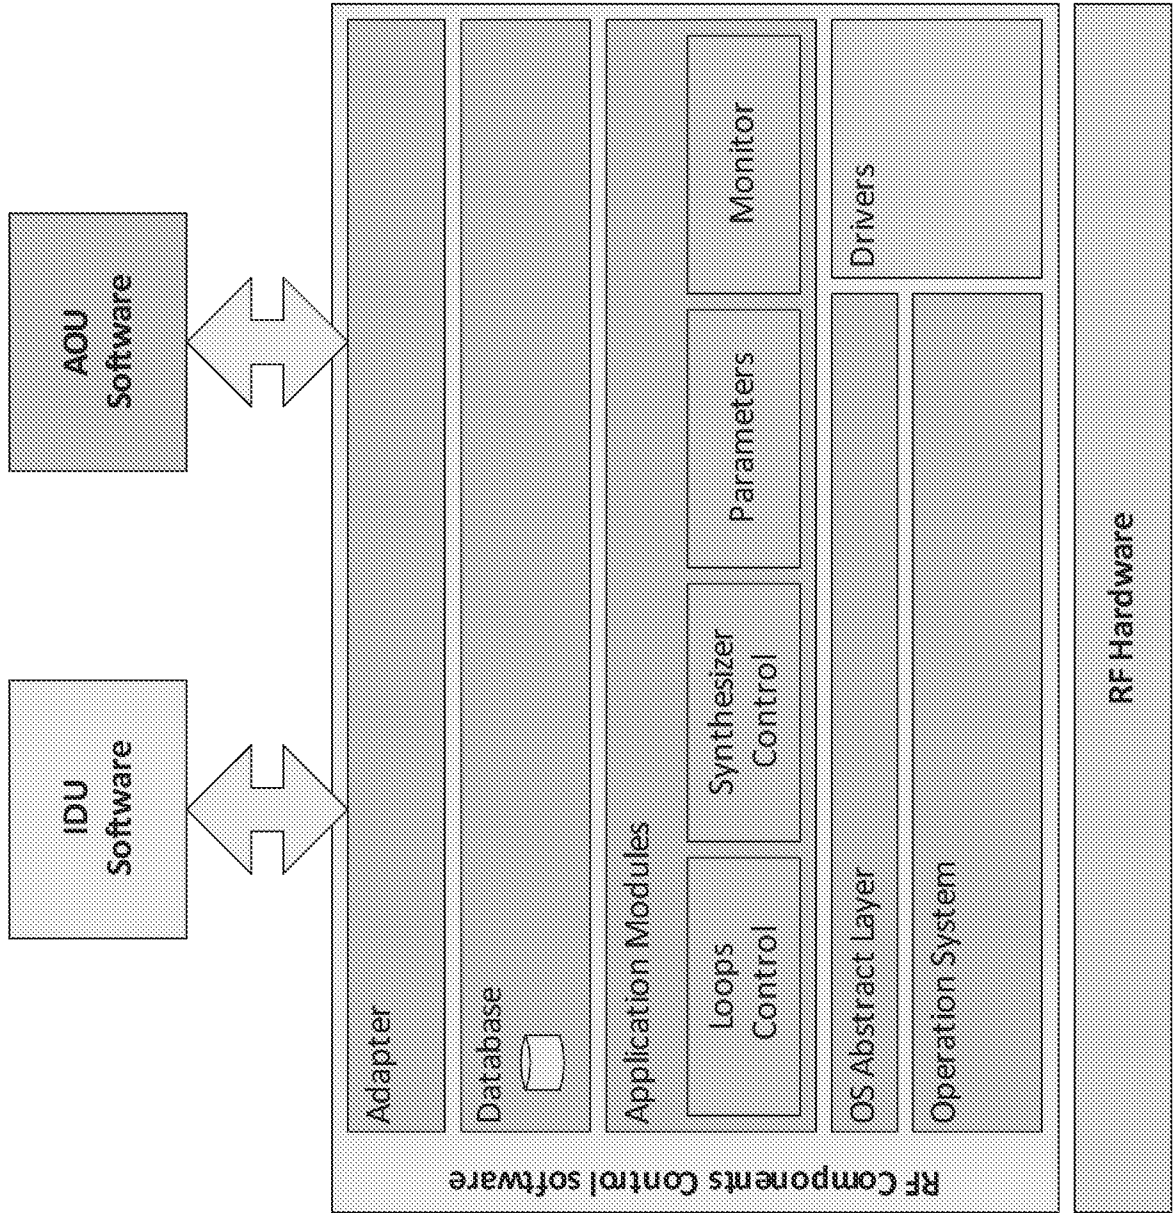 IDU
Software
AOU
Software
RF Components Control software
Adapter
Database
Application Modules
Loops
Control
Synthesizer
Control
Parameters
Monitor
OS Abstract Layer
Operation System
Drivers
RF Hardware